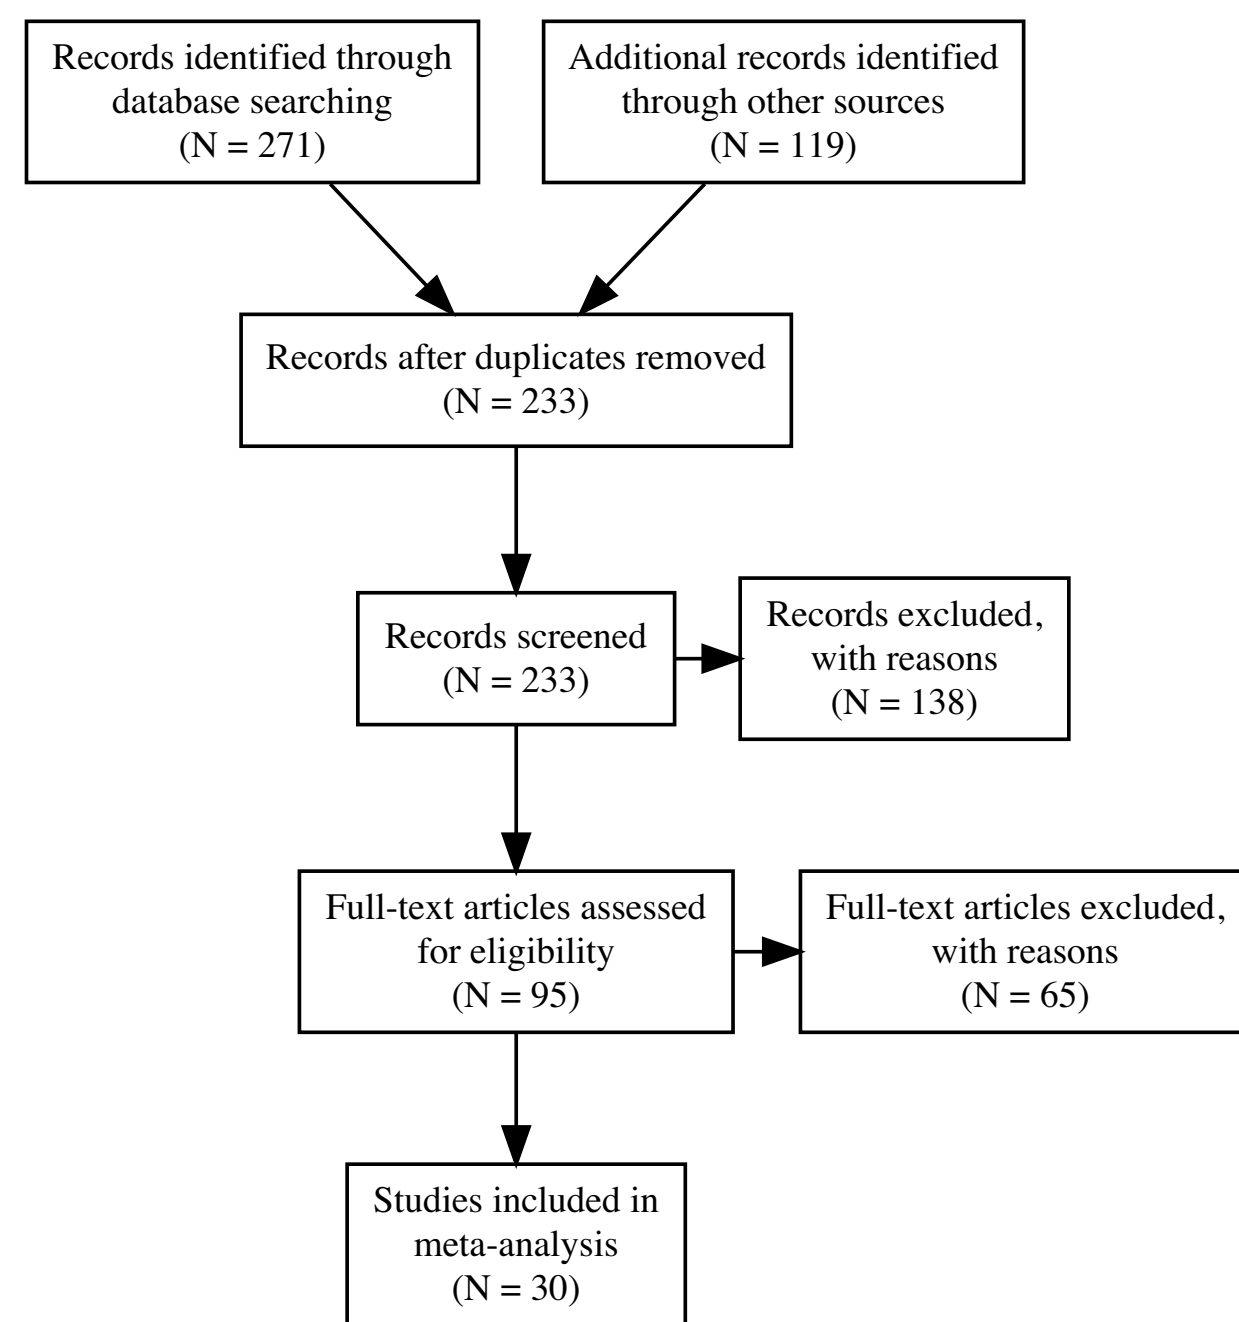 Records identified through
database searching
(N = 271)
Additional records identified
through other sources
(N = 119)
Records after duplicates removed
(N = 233)
Records screened
(N = 233)
Records excluded,
with reasons
(N = 138)
Full-text articles assessed
for eligibility
(N = 95)
Full-text articles excluded,
with reasons
(N = 65)
Studies included in
meta-analysis
(N = 30)